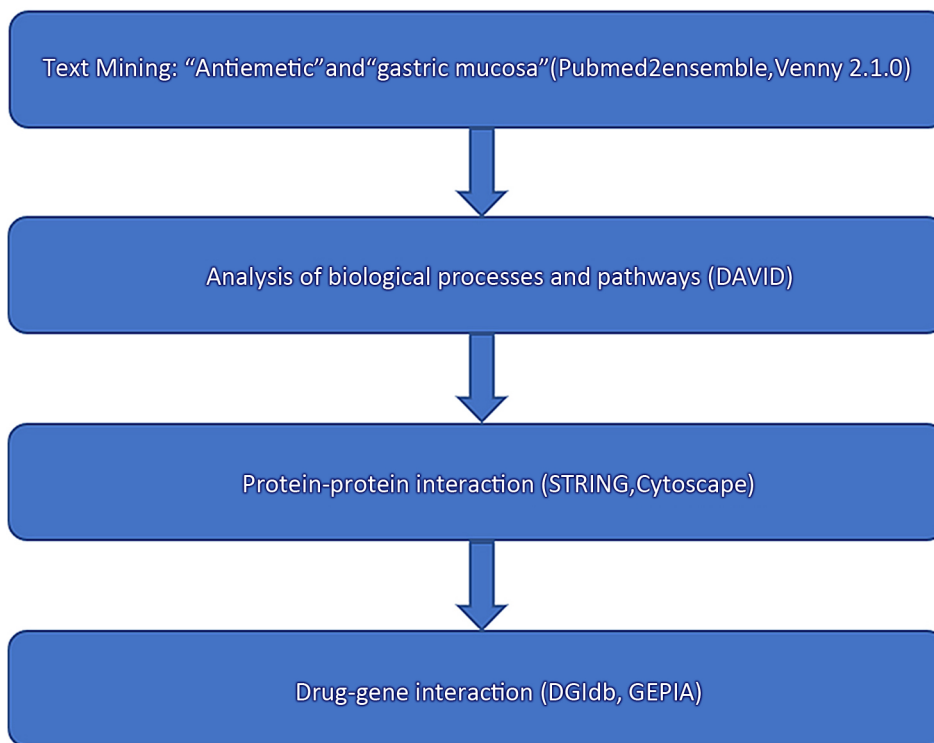 Text Mining: “Antiemetic”and“gastric mucosa”(Pubmed2ensemble,Venny 2.1.0)
Analysis of biological processes and pathways (DAVID)
Protein-protein interaction (STRING,Cytoscape)
Drug-gene interaction (DGIdb, GEPIA)